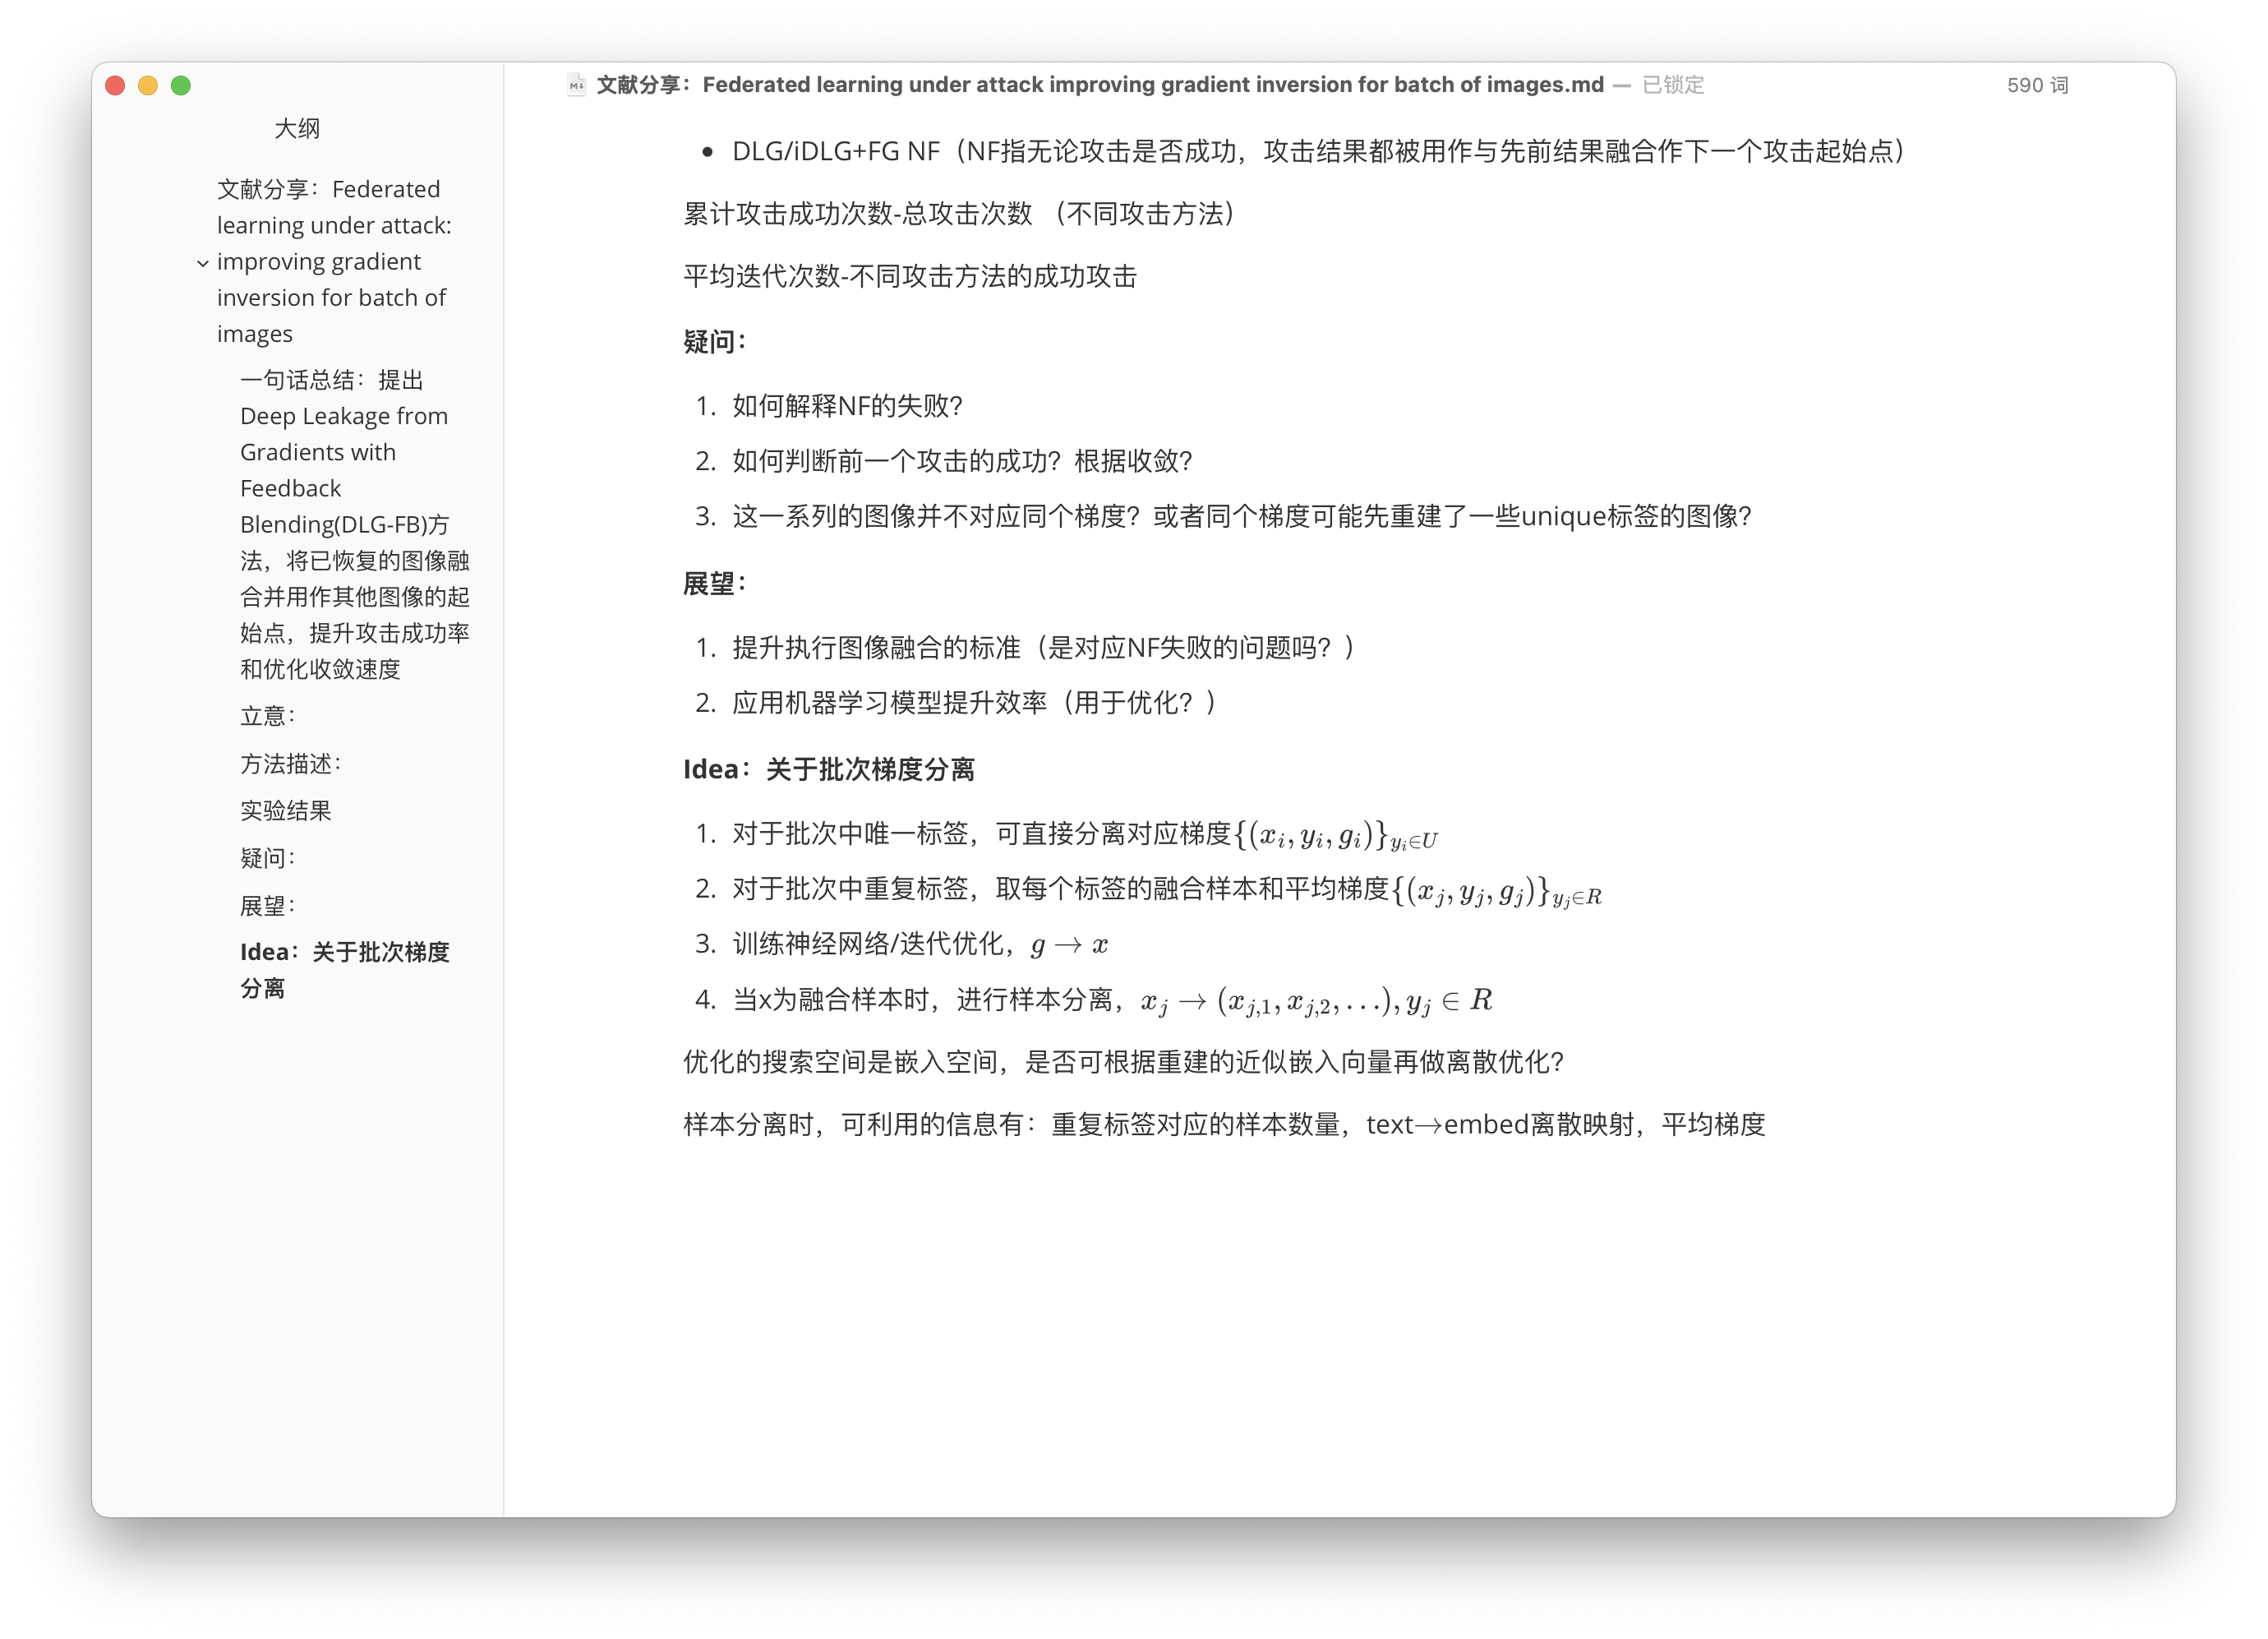 文献分享：Federated learning under attack improving gradient inversion for batch of images.md — 已锁定
590 词
大纲
文献分享：Federated
learning under attack:
improving gradient
inversion for batch of
images
一句话总结：提出
Deep Leakage from
Gradients with
Feedback
Blending(DLG-FB)方
法，将已恢复的图像融
合并用作其他图像的起
始点，提升攻击成功率
和优化收敛速度
立意：
方法描述：
实验结果
疑问：
展望：
Idea：关于批次梯度
分离
• DLG/iDLG+FG NF（NF指无论攻击是否成功，攻击结果都被用作与先前结果融合作下一个攻击起始点）
累计攻击成功次数-总攻击次数 （不同攻击方法）
平均迭代次数-不同攻击方法的成功攻击
疑问：
1. 如何解释NF的失败？
2. 如何判断前一个攻击的成功？根据收敛？
3. 这一系列的图像并不对应同个梯度？或者同个梯度可能先重建了一些unique标签的图像？
展望：
1. 提升执行图像融合的标准（是对应NF失败的问题吗？）
2. 应用机器学习模型提升效率（用于优化？）
Idea：关于批次梯度分离
1. 对于批次中唯一标签，可直接分离对应梯度$\{(x_i, y_i, g_i)\}_{y_i \in U}$
2. 对于批次中重复标签，取每个标签的融合样本和平均梯度$\{(x_j, y_j, g_j)\}_{y_j \in R}$
3. 训练神经网络/迭代优化，$g \rightarrow x$
4. 当x为融合样本时，进行样本分离，$x_j \rightarrow (x_{j,1}, x_{j,2}, \ldots), y_j \in R$
优化的搜索空间是嵌入空间，是否可根据重建的近似嵌入向量再做离散优化？
样本分离时，可利用的信息有：重复标签对应的样本数量，text→embed离散映射，平均梯度